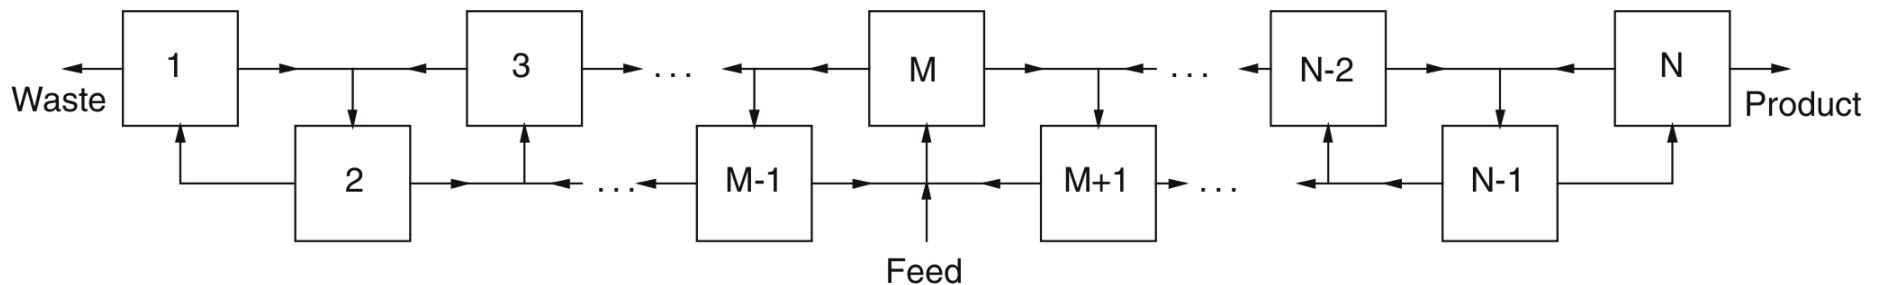 1
3
...
M
...
N-2
N
Waste
Product
2
...
M-1
M+1
...
N-1
Feed